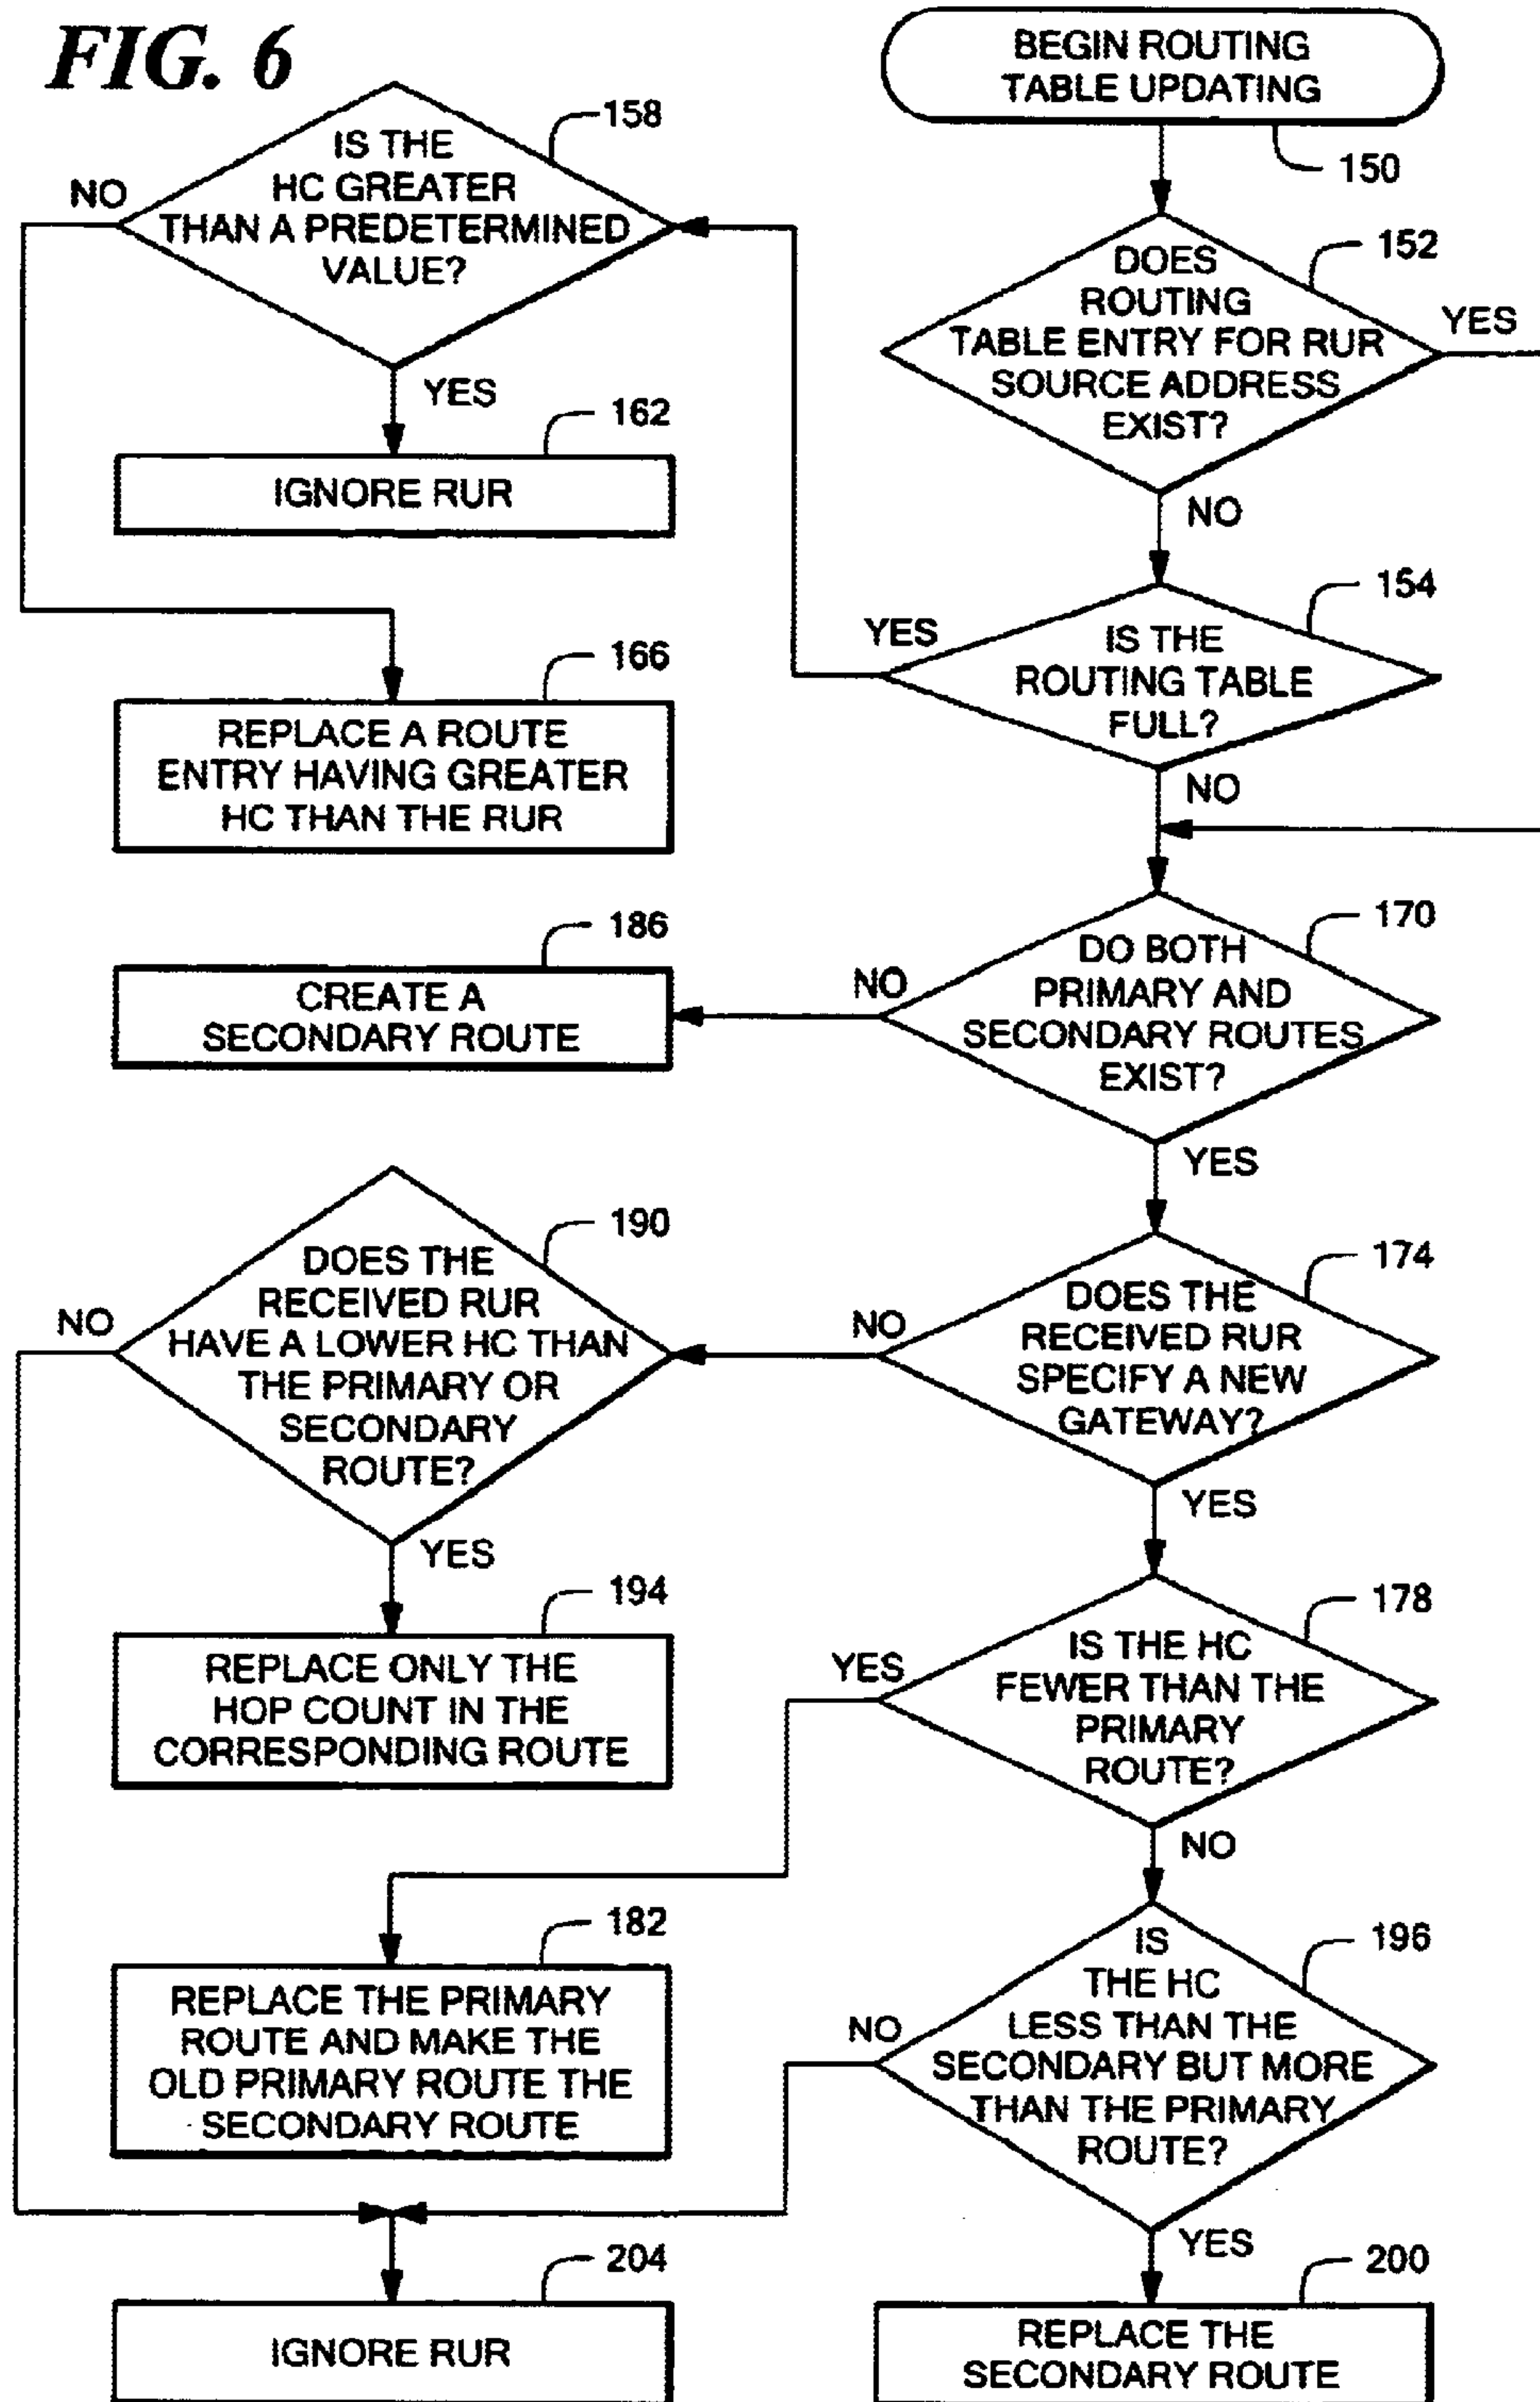 FIG. 6
BEGIN ROUTING
TABLE UPDATING
150
DOES
ROUTING
TABLE ENTRY FOR RUR
SOURCE ADDRESS
EXIST?
152
YES
NO
IS THE
ROUTING TABLE
FULL?
154
YES
NO
IS THE
HC GREATER
THAN A PREDETERMINED
VALUE?
158
NO
YES
162
IGNORE RUR
166
REPLACE A ROUTE
ENTRY HAVING GREATER
HC THAN THE RUR
DO BOTH
PRIMARY AND
SECONDARY ROUTES
EXIST?
170
NO
YES
186
CREATE A
SECONDARY ROUTE
DOES THE
RECEIVED RUR
SPECIFY A NEW
GATEWAY?
174
NO
YES
DOES THE
RECEIVED RUR
HAVE A LOWER HC THAN
THE PRIMARY OR
SECONDARY
ROUTE?
190
NO
YES
194
REPLACE ONLY THE
HOP COUNT IN THE
CORRESPONDING ROUTE
IS THE HC
FEWER THAN THE
PRIMARY
ROUTE?
178
YES
NO
182
REPLACE THE PRIMARY
ROUTE AND MAKE THE
OLD PRIMARY ROUTE THE
SECONDARY ROUTE
IS
THE HC
LESS THAN THE
SECONDARY BUT MORE
THAN THE PRIMARY
ROUTE?
196
NO
YES
204
IGNORE RUR
200
REPLACE THE
SECONDARY ROUTE